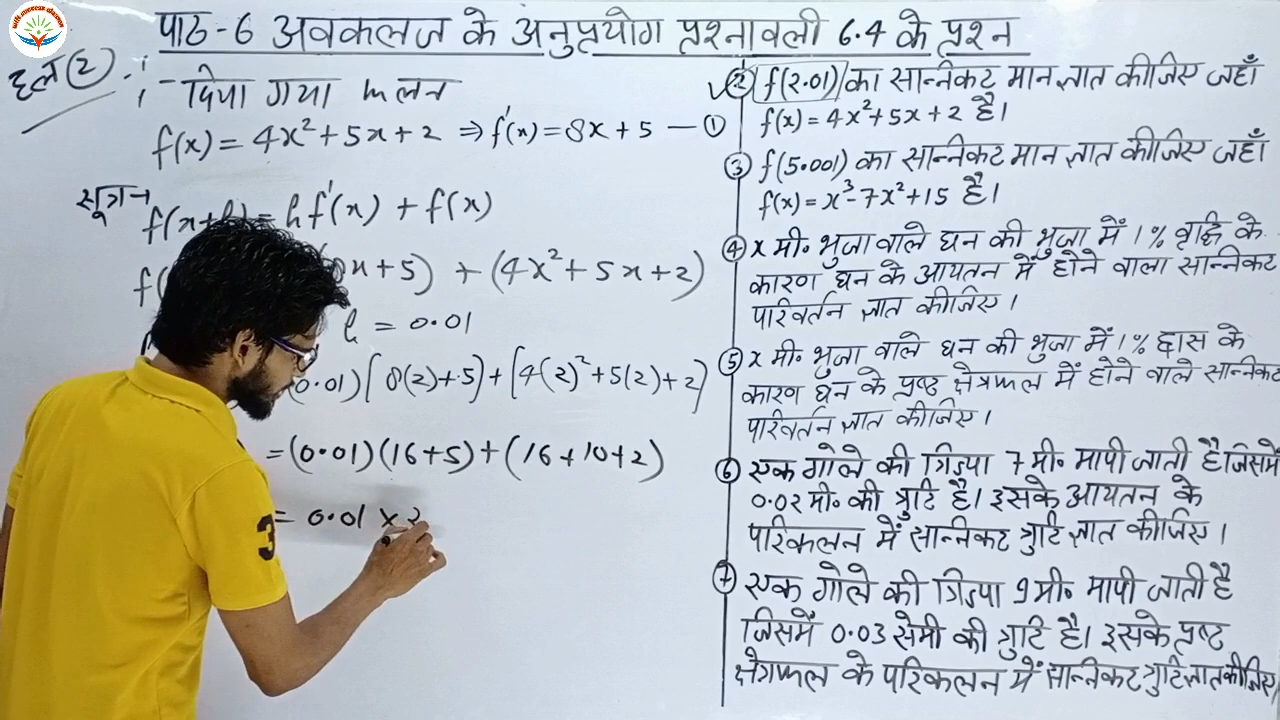 पाठ-6 अवकलज के अनुप्रयोग प्रश्नावली 6.4 के प्रश्न
हल(2) :- दिया गया फलन
f(x) = 4x²+5x+2 ⇒ f'(x) = 8x+5 — ①
सूत्र→
f(x+h) = hf'(x) + f(x)
x+5) + (4x²+5x+2)
h = 0.01
(0.01)[8(2)+5]+[4(2)²+5(2)+2]
=(0.01)(16+5)+(16+10+2)
= 0.01 × 2
② f(2.01) का सान्निकट मान ज्ञात कीजिए जहाँ
f(x) = 4x²+5x+2 है।
③ f(5.001) का सान्निकट मान ज्ञात कीजिए जहाँ
f(x) = x³-7x²+15 है।
④ x मी॰ भुजा वाले घन की भुजा में 1% वृद्धि के
कारण घन के आयतन में होने वाला सान्निकट
परिवर्तन ज्ञात कीजिए।
⑤ x मी॰ भुजा वाले घन की भुजा में 1% ह्रास के
कारण घन के प्रष्ट क्षेत्रफल में होने वाले सान्निकट
परिवर्तन ज्ञात कीजिए।
⑥ एक गोले की त्रिज्या 7 मी॰ मापी जाती है जिसमें
0.02 मी॰ की त्रुटि है। इसके आयतन के
परिकलन में सान्निकट त्रुटि ज्ञात कीजिए।
⑦ एक गोले की त्रिज्या 9 मी॰ मापी जाती है
जिसमें 0.03 सेमी की त्रुटि है। इसके प्रष्ट
क्षेत्रफल के परिकलन में सान्निकट त्रुटि ज्ञात कीजिए
3